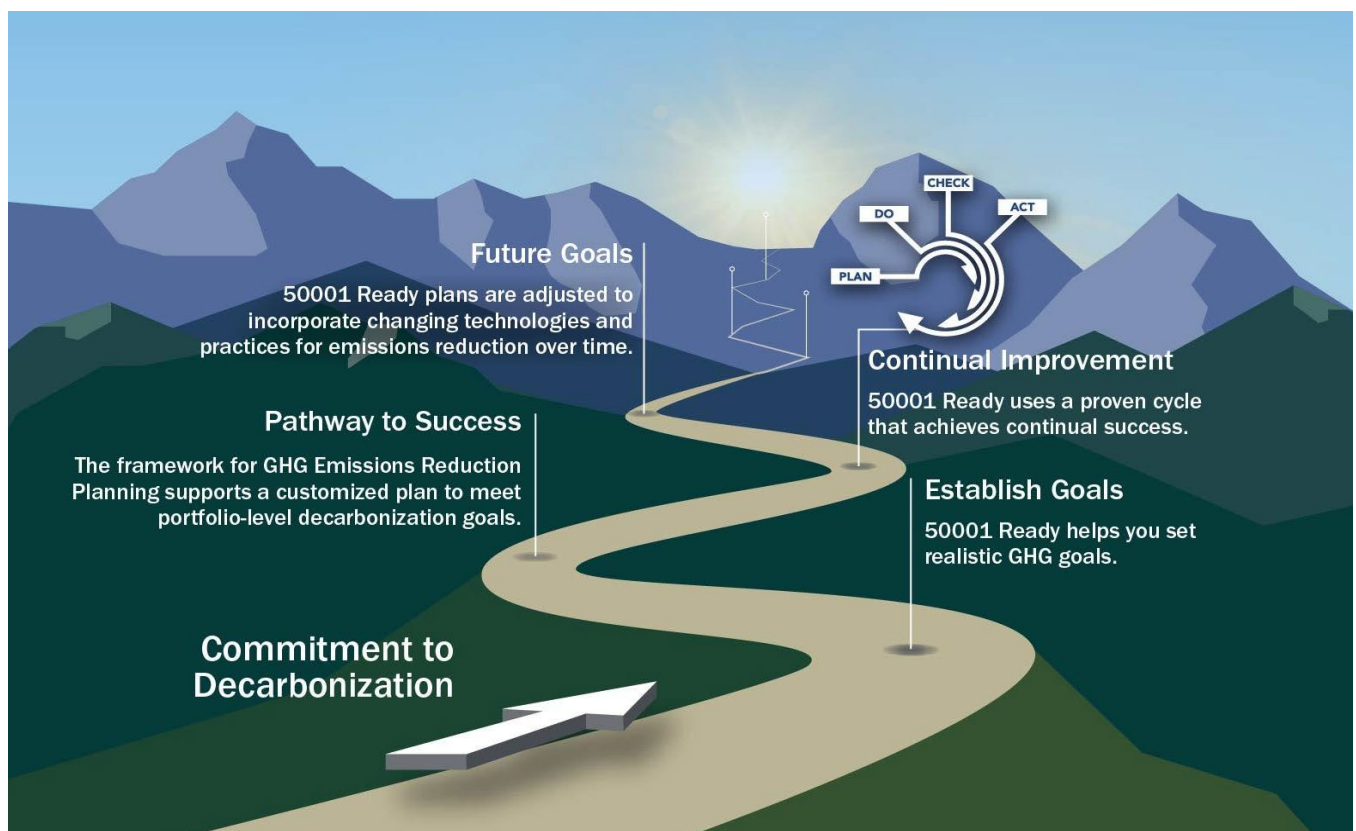 CHECK
DO
ACT
PLAN
Future Goals
50001 Ready plans are adjusted to
incorporate changing technologies and
practices for emissions reduction over time.
Continual Improvement
50001 Ready uses a proven cycle
that achieves continual success.
Pathway to Success
The framework for GHG Emissions Reduction
Planning supports a customized plan to meet
portfolio-level decarbonization goals.
Establish Goals
50001 Ready helps you set
realistic GHG goals.
Commitment to
Decarbonization